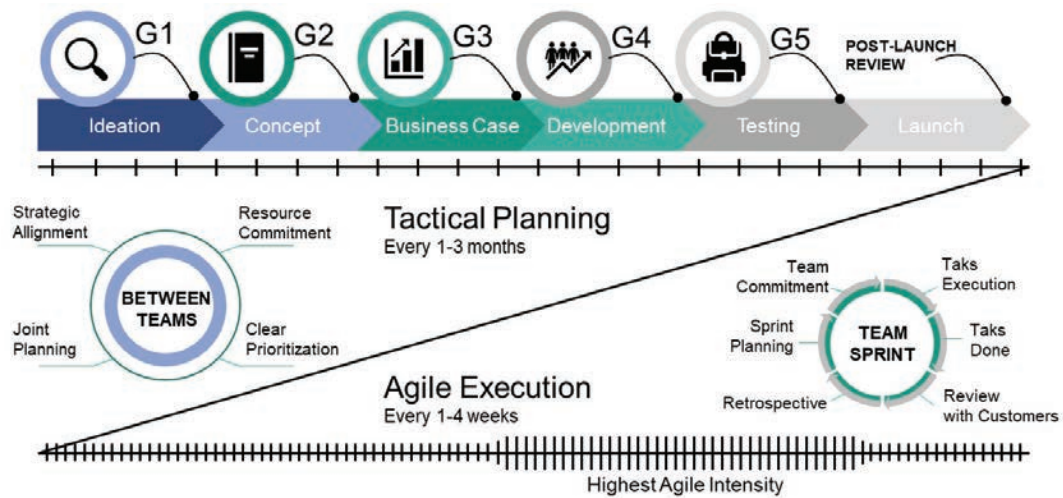 G1
G2
G3
G4
G5
POST-LAUNCH
REVIEW
Ideation
Concept
Business Case
Development
Testing
Launch
Tactical Planning
Every 1-3 months
Strategic
Allignment
Resource
Commitment
BETWEEN
TEAMS
Joint
Planning
Clear
Prioritization
Team
Commitment
Taks
Execution
Sprint
Planning
TEAM
SPRINT
Taks
Done
Retrospective
Review
with Customers
Agile Execution
Every 1-4 weeks
Highest Agile Intensity